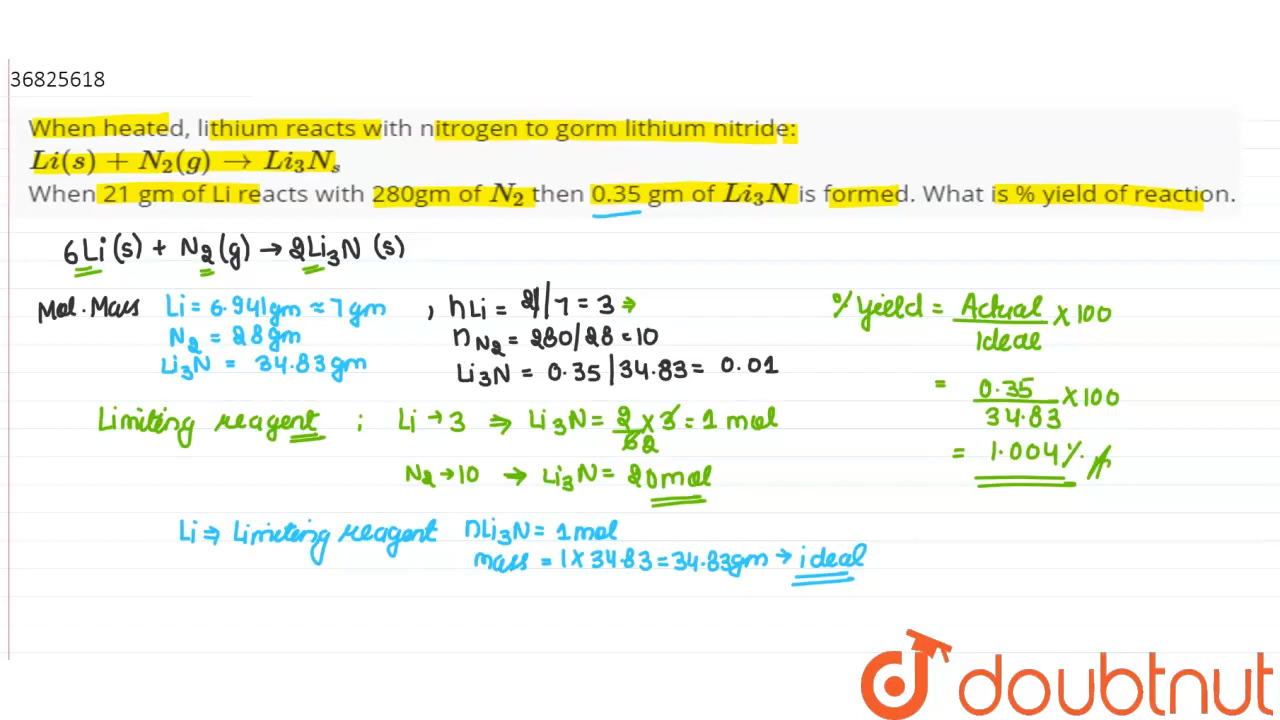 36825618
When heated, lithium reacts with nitrogen to gorm lithium nitride:
Li(s) + N₂(g) → Li₃Nₛ
When 21 gm of Li reacts with 280gm of N₂ then 0.35 gm of Li₃N is formed. What is % yield of reaction.
6Li(s) + N₂(g) → 2Li₃N (s)
Mol. Mass Li = 6.941gm ≈ 7 gm
N₂ = 28gm
Li₃N = 34.83gm
, nLi = 21/7 = 3 →
nN₂ = 280/28 = 10
Li₃N = 0.35/34.83 = 0.01
% Yield = Actual/Ideal × 100
= 0.35/34.83 × 100
= 1.004%
Limiting reagent ; Li → 3 ⇒ Li₃N = 2/6 2 × 3 = 1 mol
N₂ → 10 → Li₃N = 20 mol
Li ⇒ Limiting reagent nLi₃N = 1 mol
mass = 1 × 34.83 = 34.83gm → ideal
doubtnut